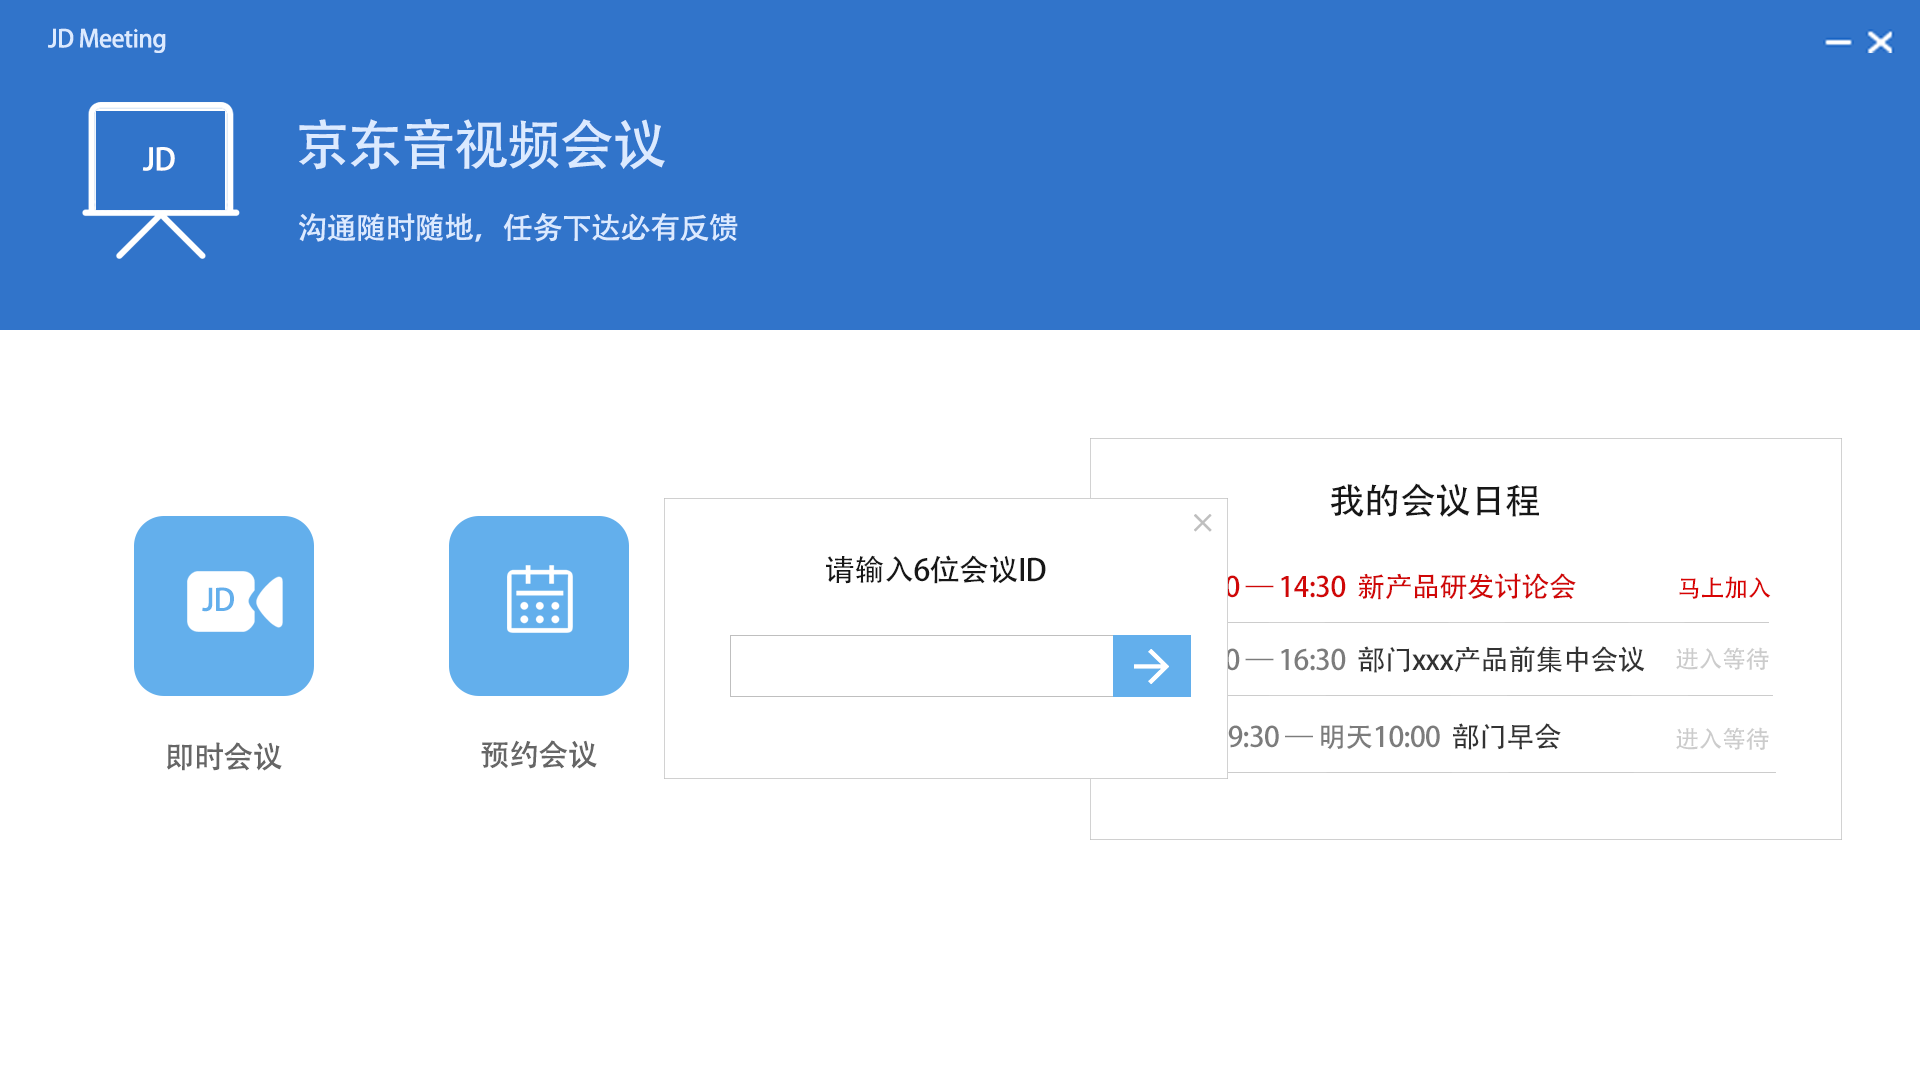 JD Meeting
JD
京东音视频会议
沟通随时随地，任务下达必有反馈
JD
即时会议
预约会议
请输入6位会议ID
我的会议日程
0 — 14:30 新产品研发讨论会 马上加入
0 — 16:30 部门xxx产品前集中会议 进入等待
9:30 — 明天10:00 部门早会 进入等待